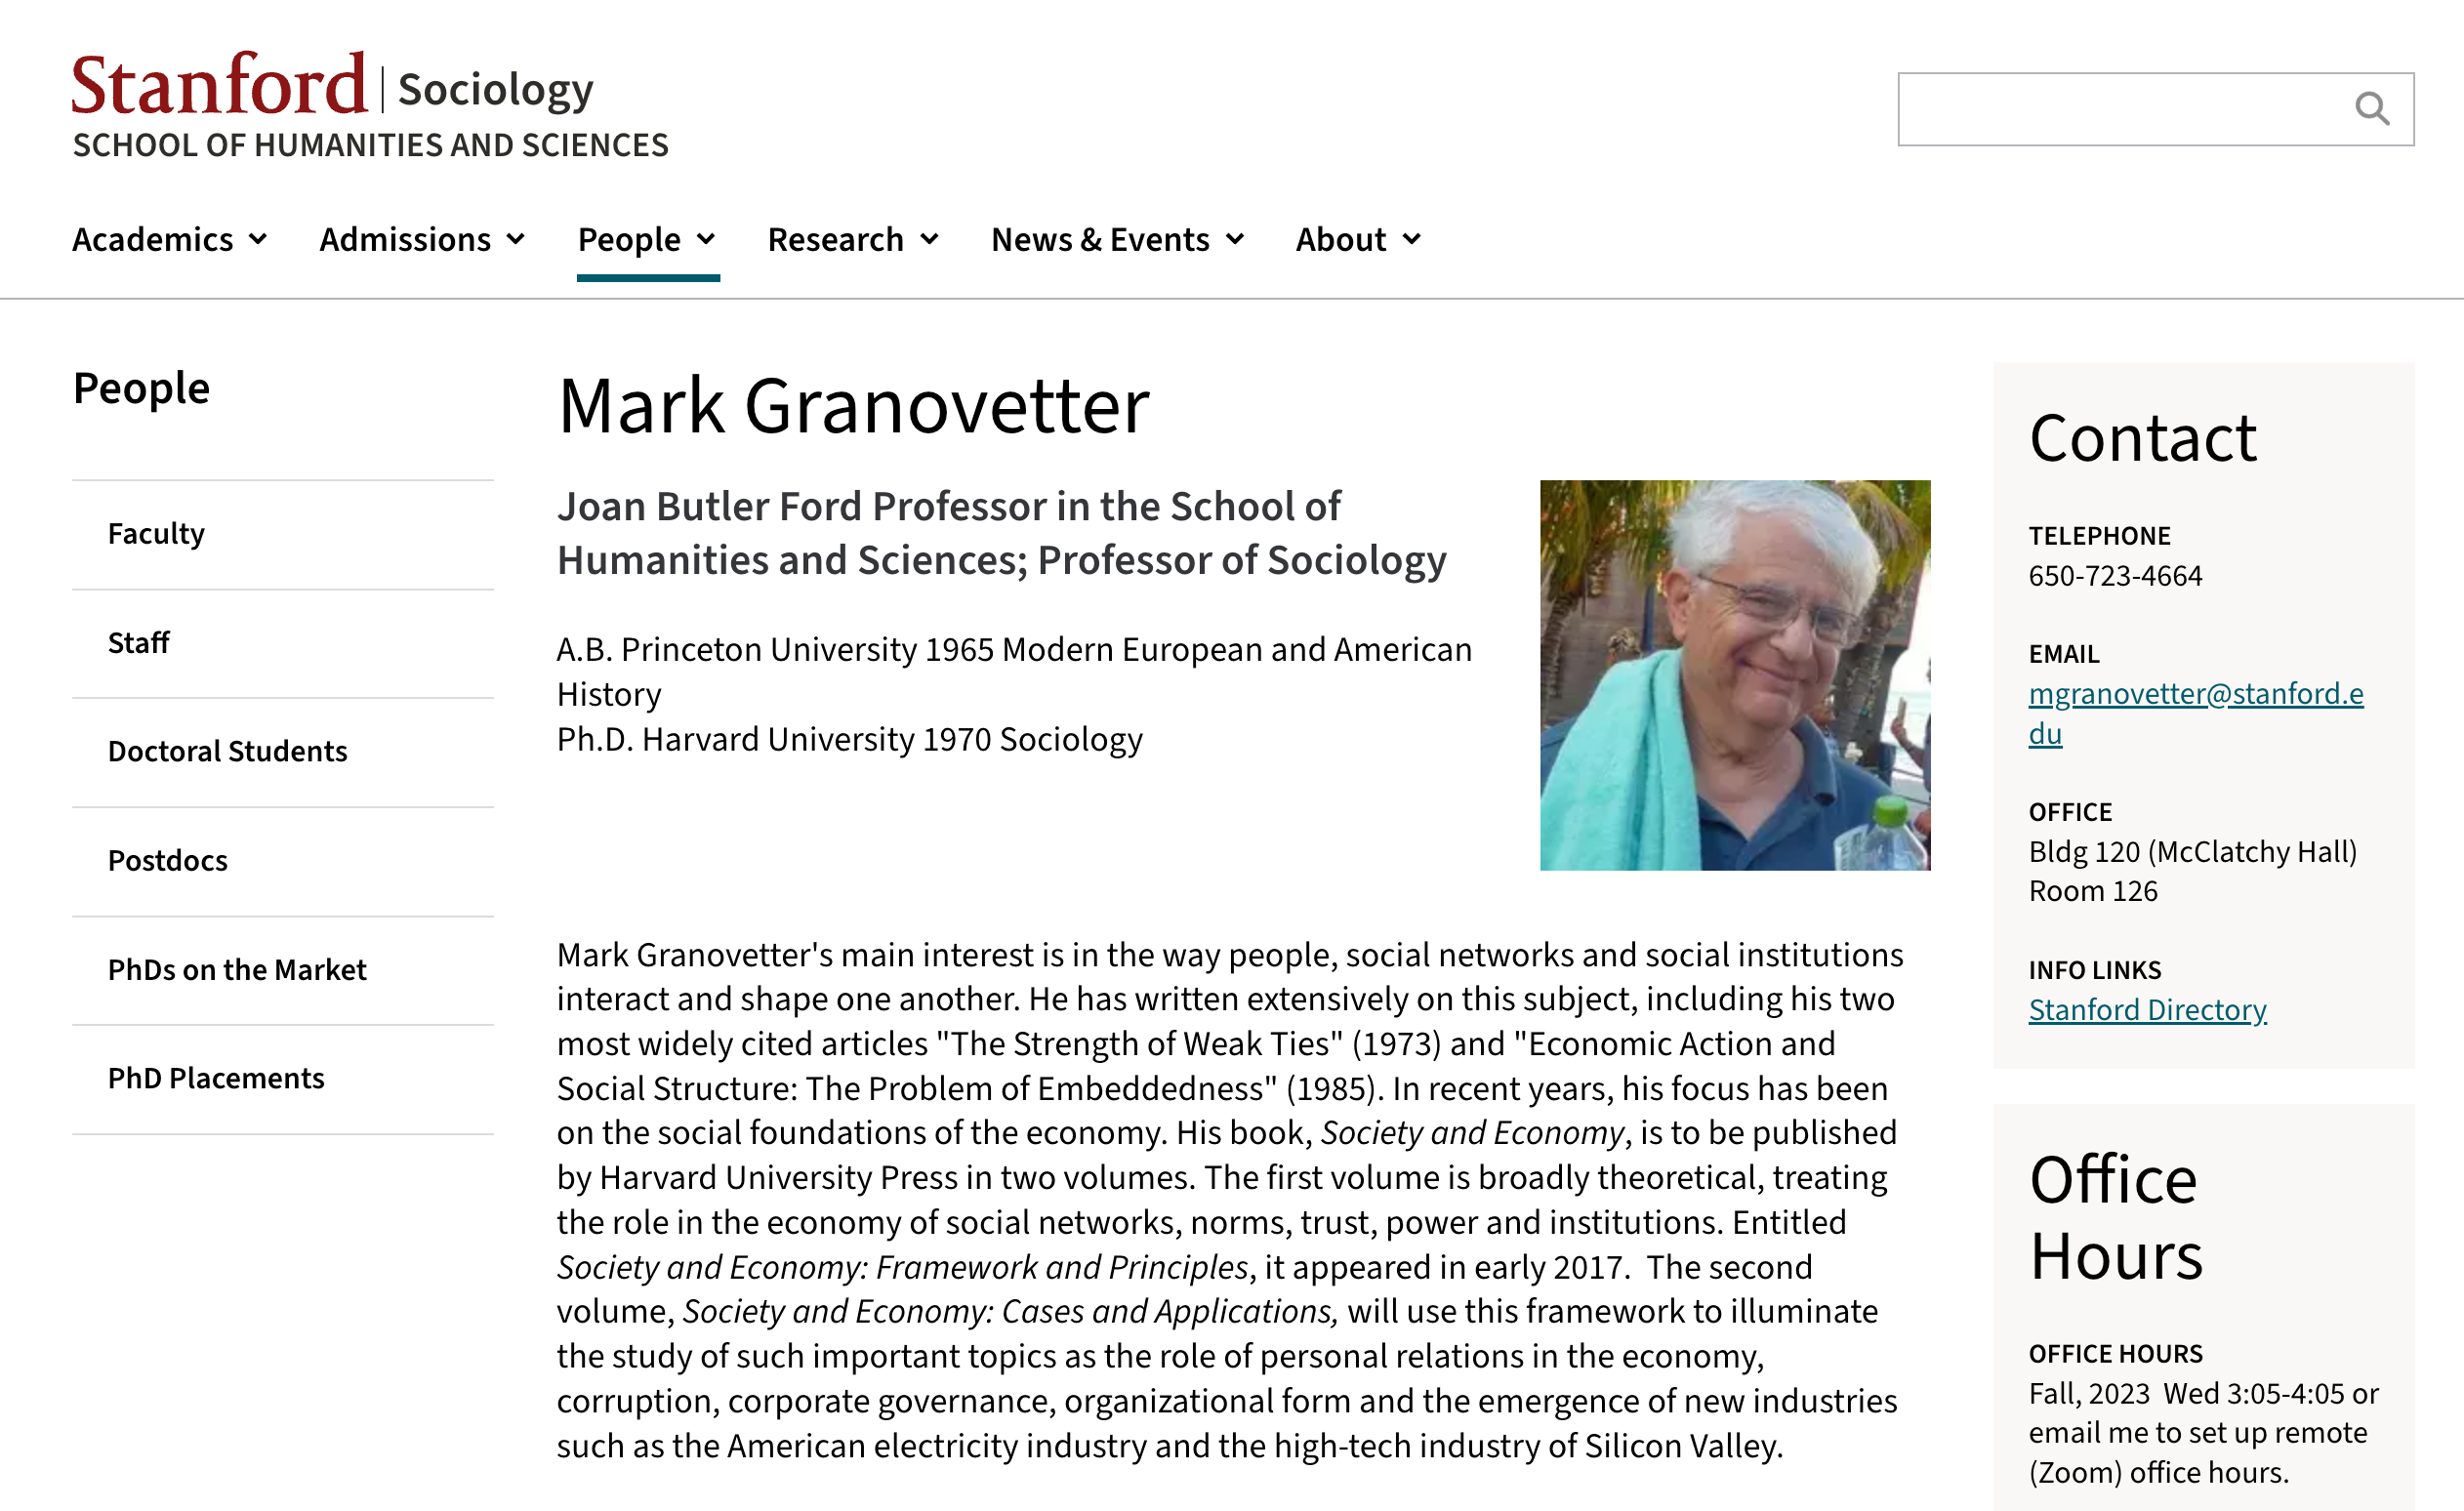 Stanford | Sociology
SCHOOL OF HUMANITIES AND SCIENCES
Academics
Admissions
People
Research
News & Events
About
People
Faculty
Staff
Doctoral Students
Postdocs
PhDs on the Market
PhD Placements
Mark Granovetter
Joan Butler Ford Professor in the School of
Humanities and Sciences; Professor of Sociology
A.B. Princeton University 1965 Modern European and American
History
Ph.D. Harvard University 1970 Sociology
Mark Granovetter's main interest is in the way people, social networks and social institutions
interact and shape one another. He has written extensively on this subject, including his two
most widely cited articles "The Strength of Weak Ties" (1973) and "Economic Action and
Social Structure: The Problem of Embeddedness" (1985). In recent years, his focus has been
on the social foundations of the economy. His book, Society and Economy, is to be published
by Harvard University Press in two volumes. The first volume is broadly theoretical, treating
the role in the economy of social networks, norms, trust, power and institutions. Entitled
Society and Economy: Framework and Principles, it appeared in early 2017.  The second
volume, Society and Economy: Cases and Applications, will use this framework to illuminate
the study of such important topics as the role of personal relations in the economy,
corruption, corporate governance, organizational form and the emergence of new industries
such as the American electricity industry and the high-tech industry of Silicon Valley.
Contact
TELEPHONE
650-723-4664
EMAIL
mgranovetter@stanford.e
du
OFFICE
Bldg 120 (McClatchy Hall)
Room 126
INFO LINKS
Stanford Directory
Office
Hours
OFFICE HOURS
Fall, 2023  Wed 3:05-4:05 or
email me to set up remote
(Zoom) office hours.